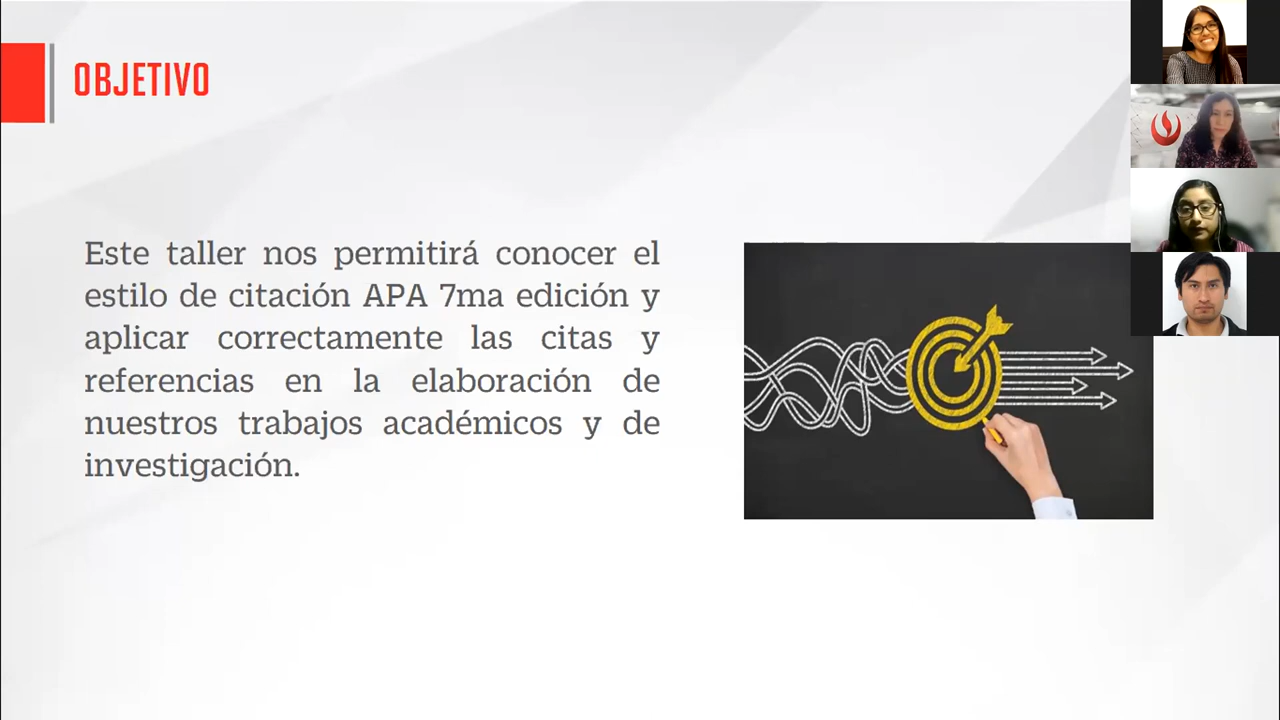 OBJETIVO
Este taller nos permitirá conocer el
estilo de citación APA 7ma edición y
aplicar correctamente las citas y
referencias en la elaboración de
nuestros trabajos académicos y de
investigación.